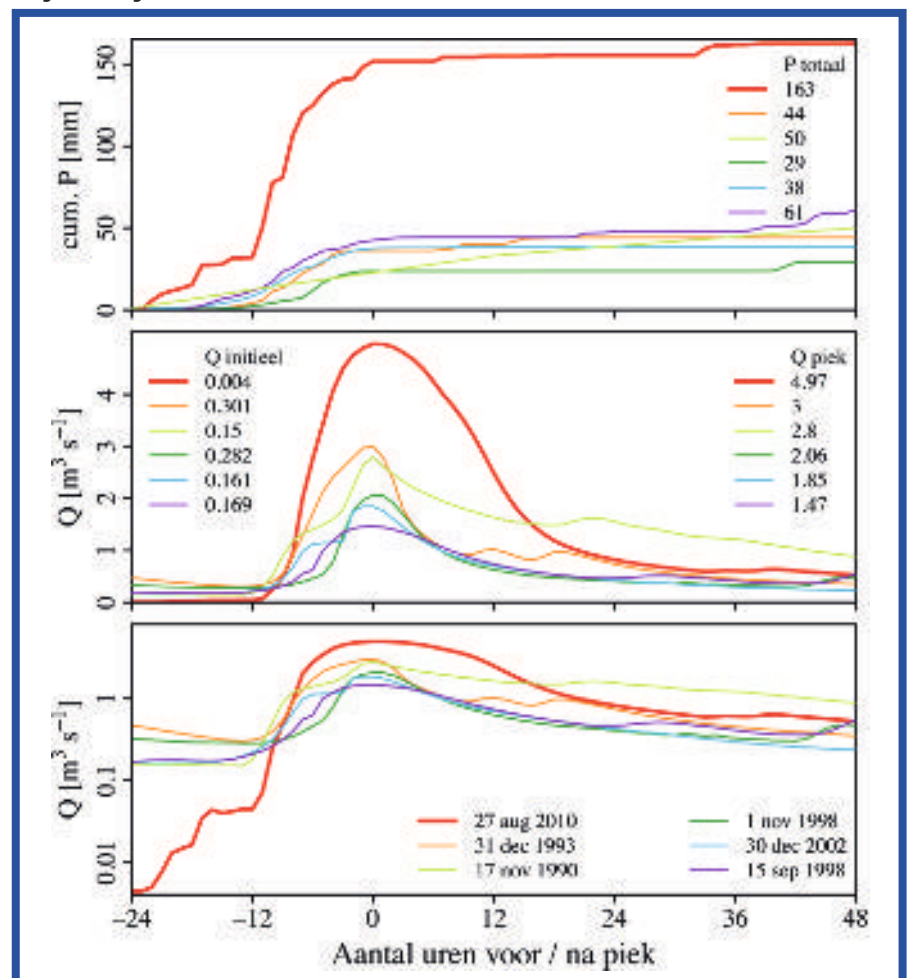 cum. P [mm]
150
100
50
0
P totaal
163
44
50
29
38
61
Q [m³ s⁻¹]
4
3
2
1
0
Q initieel
0.004
0.301
0.15
0.282
0.161
0.169
Q piek
4.97
3
2.8
2.06
1.85
1.47
Q [m³ s⁻¹]
1
0.1
0.01
27 aug 2010
31 dec 1993
17 nov 1990
1 nov 1998
30 dec 2002
15 sep 1998
−24 −12 0 12 24 36 48
Aantal uren voor / na piek